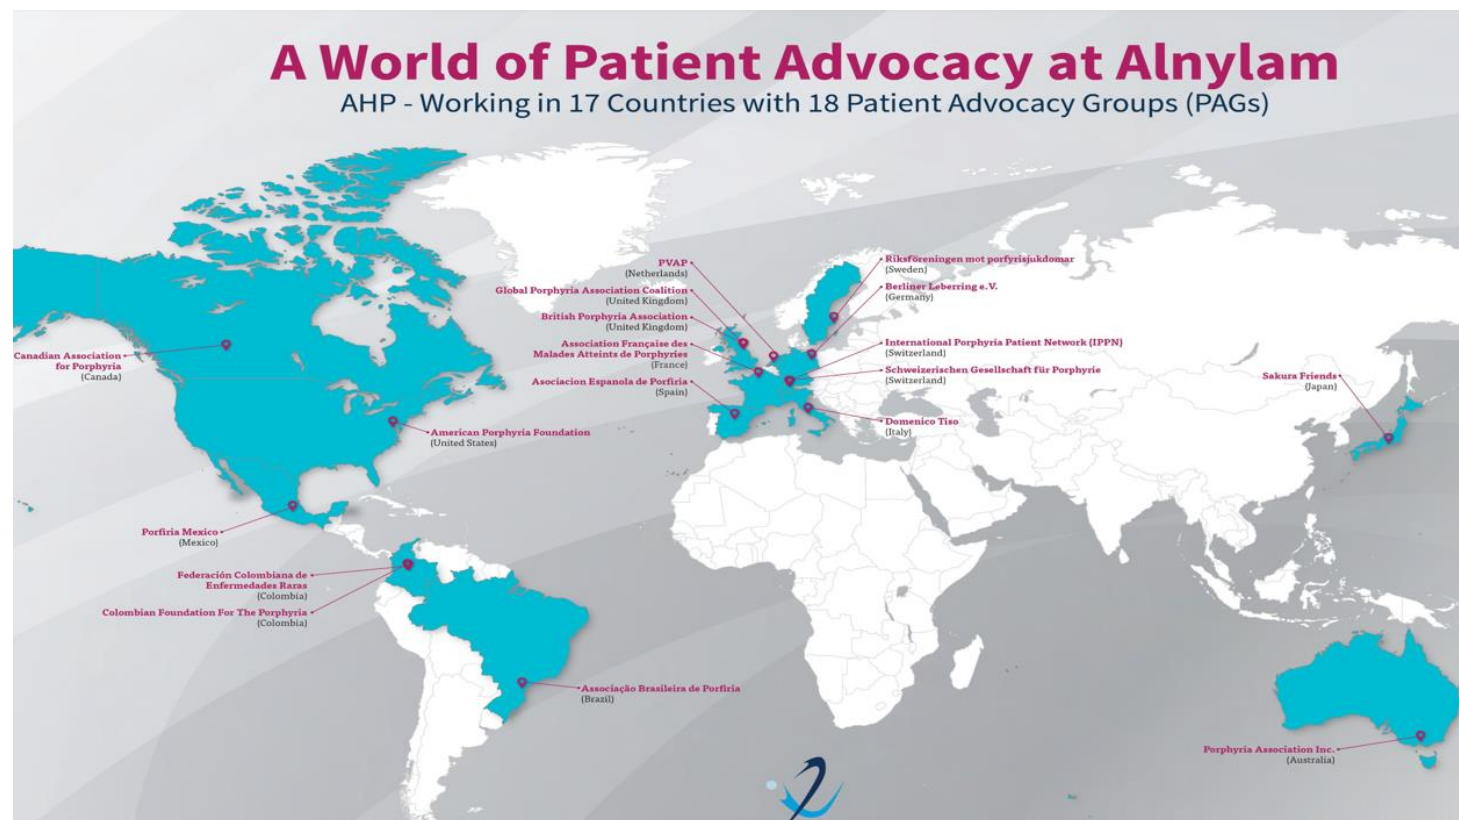 A World of Patient Advocacy at Alnylam
AHP - Working in 17 Countries with 18 Patient Advocacy Groups (PAGs)
PVAP
(Netherlands)
Global Porphyria Association Coalition
(United Kingdom)
British Porphyria Association
(United Kingdom)
Association Française des
Malades Atteints de Porphyries
(France)
Asociacion Espanola de Porfiria
(Spain)
Riksföreningen mot porfyrisjukdomar
(Sweden)
Berliner Leberring e.V.
(Germany)
International Porphyria Patient Network (IPPN)
(Switzerland)
Schweizerischen Gesellschaft für Porphyrie
(Switzerland)
Domenico Tiso
(Italy)
Sakura Friends
(Japan)
Canadian Association
for Porphyria
(Canada)
American Porphyria Foundation
(United States)
Porfiria Mexico
(Mexico)
Federación Colombiana de
Enfermedades Raras
(Colombia)
Colombian Foundation For The Porphyria
(Colombia)
Associação Brasileira de Porfiria
(Brazil)
Porphyria Association Inc.
(Australia)